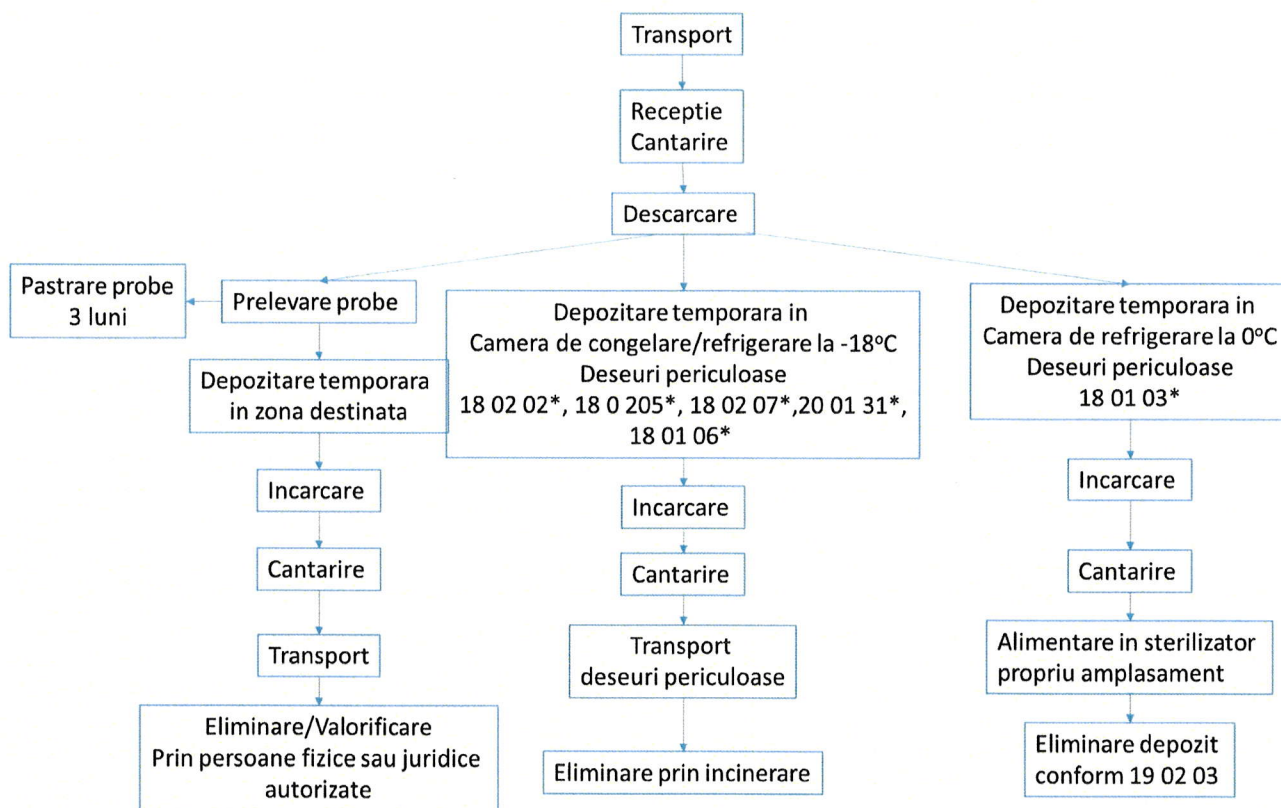 Transport
Receptie
Cantarire
Descarcare
Pastrare probe
3 luni
Prelevare probe
Depozitare temporara
in zona destinata
Incarcare
Cantarire
Transport
Eliminare/Valorificare
Prin persoane fizice sau juridice
autorizate
Depozitare temporara in
Camera de congelare/refrigerare la -18°C
Deseuri periculoase
18 02 02*, 18 0 205*, 18 02 07*,20 01 31*,
18 01 06*
Incarcare
Cantarire
Transport
deseuri periculoase
Eliminare prin incinerare
Depozitare temporara in
Camera de refrigerare la 0°C
Deseuri periculoase
18 01 03*
Incarcare
Cantarire
Alimentare in sterilizator
propriu amplasament
Eliminare depozit
conform 19 02 03